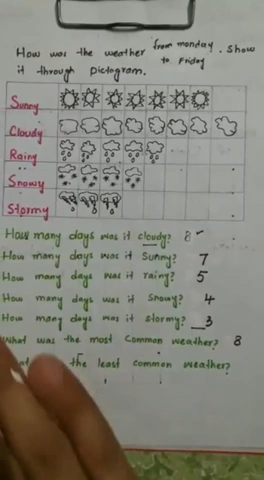 How was the weather from monday to Friday. Show
it through pictogram.
Sunny
Cloudy
Rainy
Snowy
Stormy
How many days was it cloudy? 8
How many days was it Sunny? 7
How many days was it rainy? 5
How many days was it Snowy? 4
How many days was it stormy? 3
What was the most Common weather? 8
the least common weather?